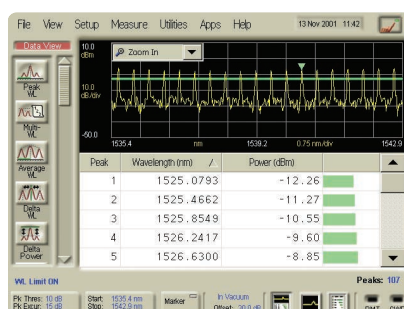 File View Setup Measure Utilities Apps Help 13 Nov 2001 11:42
Data View
Peak WL
Multi-WL
Average WL
Delta WL
Delta Power
10.0 dBm
Zoom In
10.0 dB/div
-60.0
1535.4 nm 1539.2 0.75 nm/div 1542.9
Peak Wavelength (nm) Power (dBm)
1 1525.0793 -12.26
2 1525.4662 -11.27
3 1525.8549 -10.55
4 1526.2417 -9.60
5 1526.6300 -8.85
WL Limit ON Peaks: 107
Pk Thres: 10 dB Start: 1535.4 nm Marker In Vacuum
Pk Excur: 15 dB Stop: 1542.9 nm